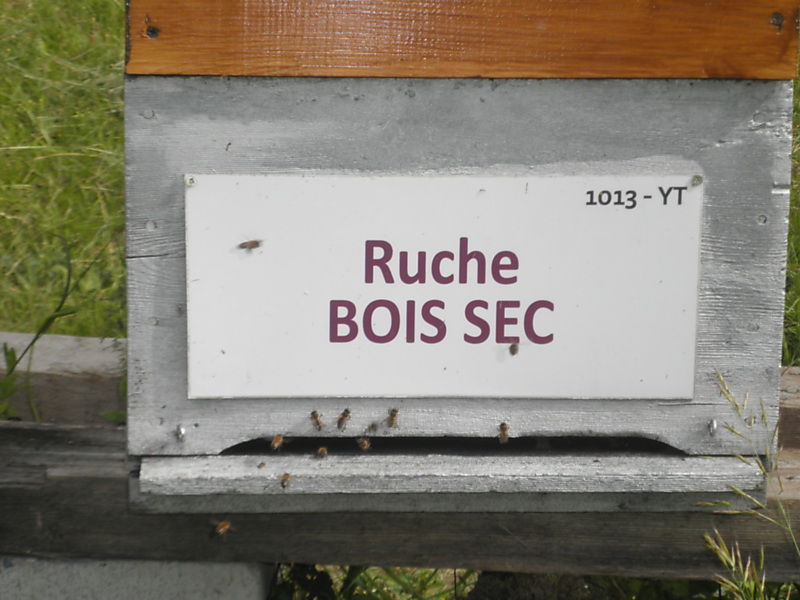 1013 - YT
Ruche
BOIS SEC